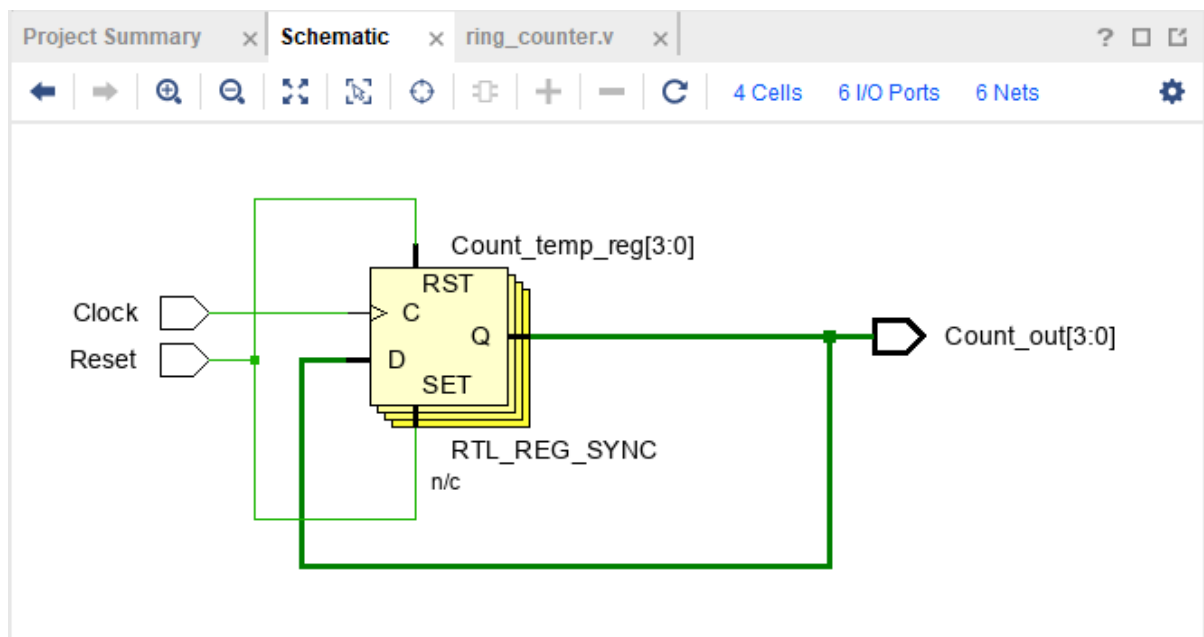 Project Summary × Schematic × ring_counter.v × ?
4 Cells 6 I/O Ports 6 Nets
Count_temp_reg[3:0]
RST
Clock
C
Q
Count_out[3:0]
Reset
D
SET
RTL_REG_SYNC
n/c